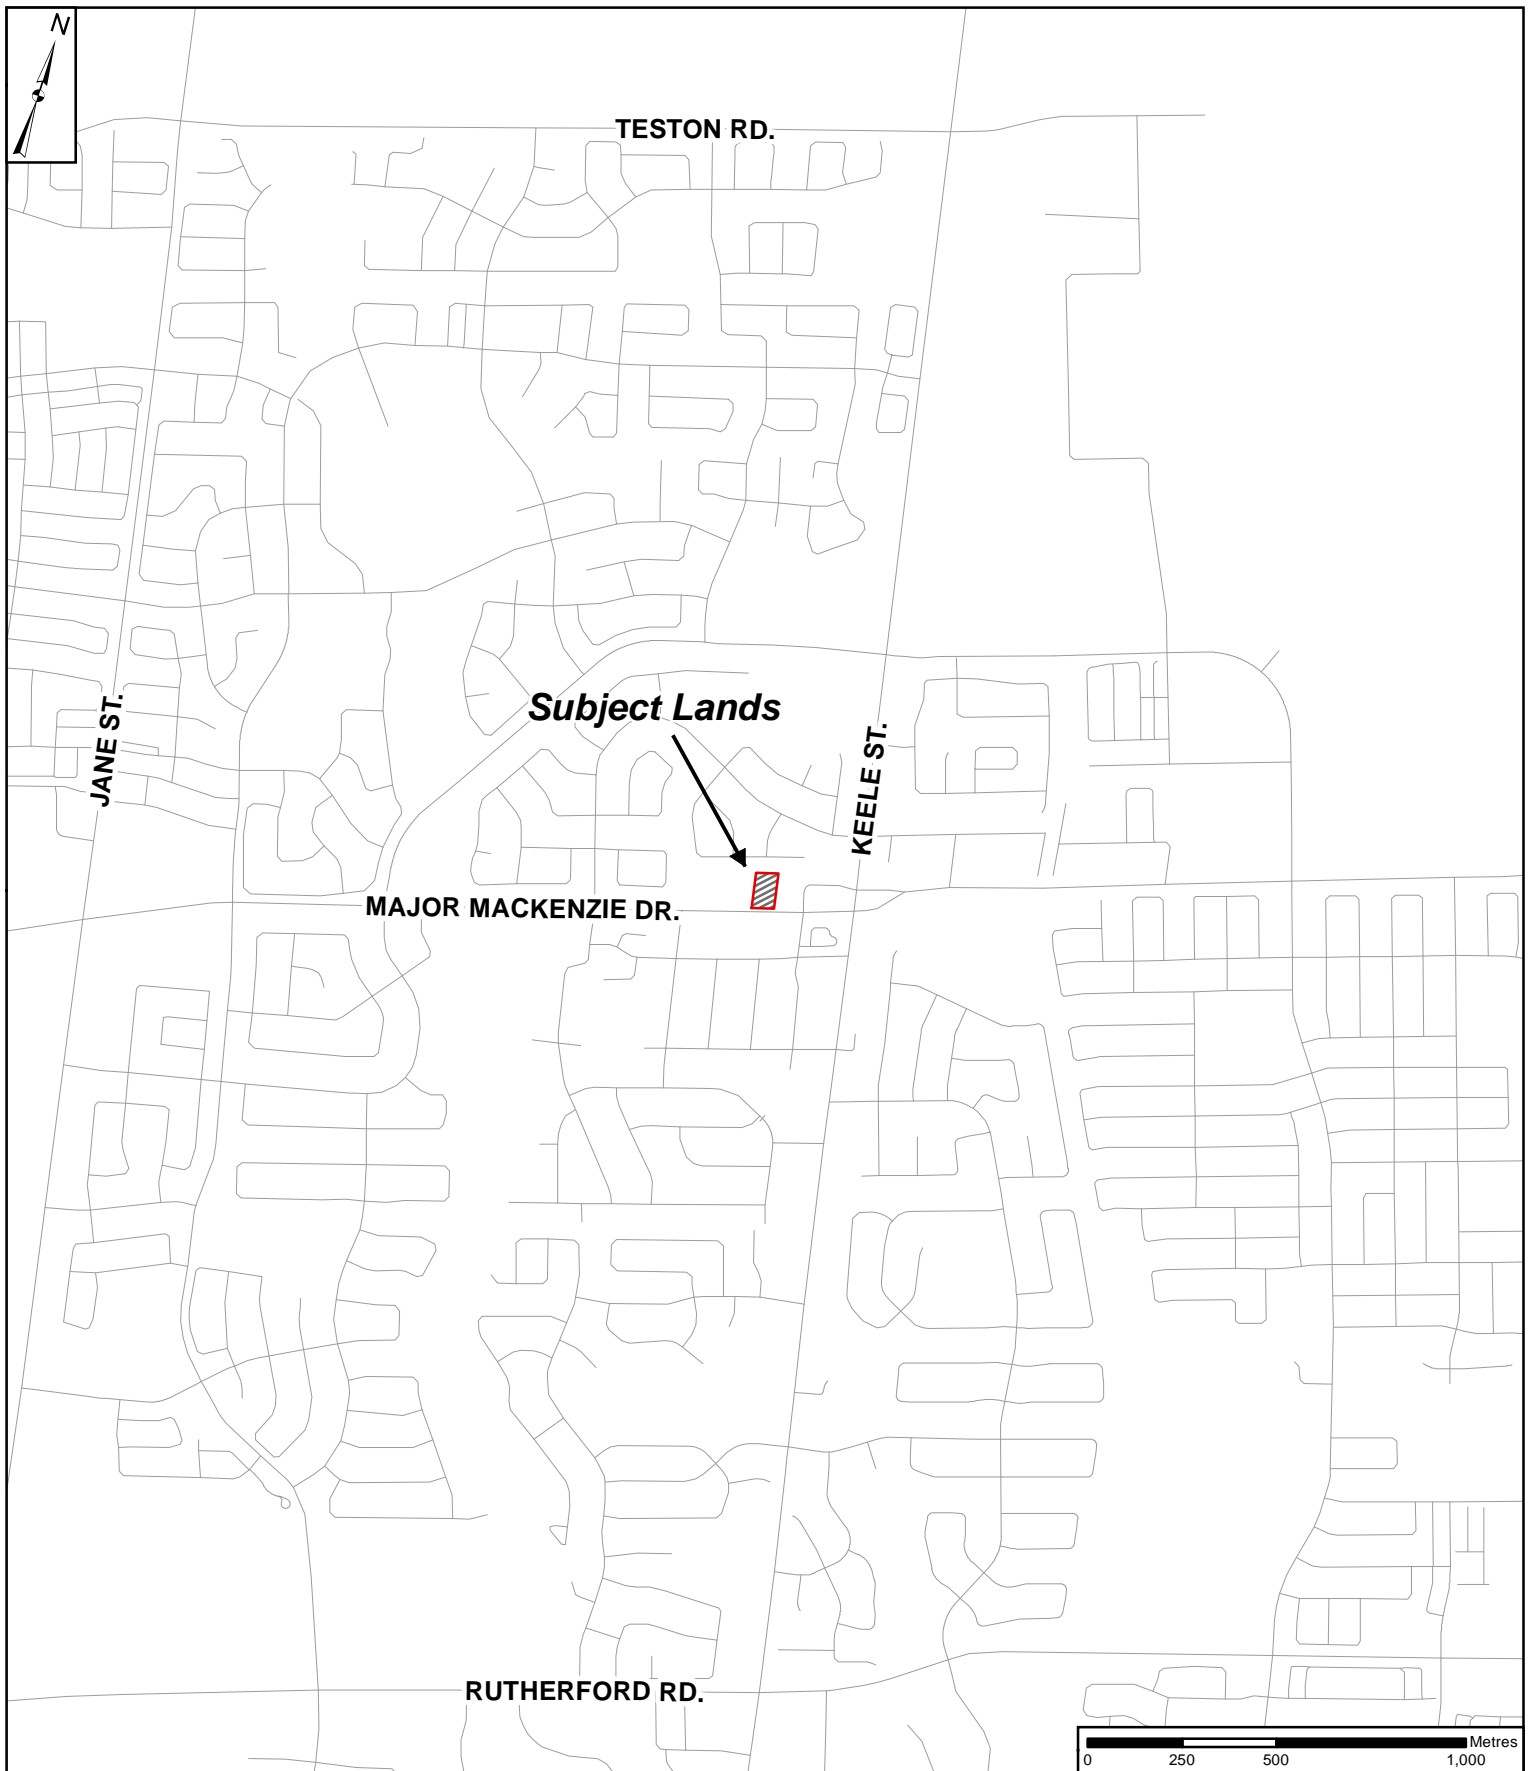 N
TESTON RD.
Subject Lands
JANE ST.
KEELE ST.
MAJOR MACKENZIE DR.
RUTHERFORD RD.
Metres
0 250 500 1,000